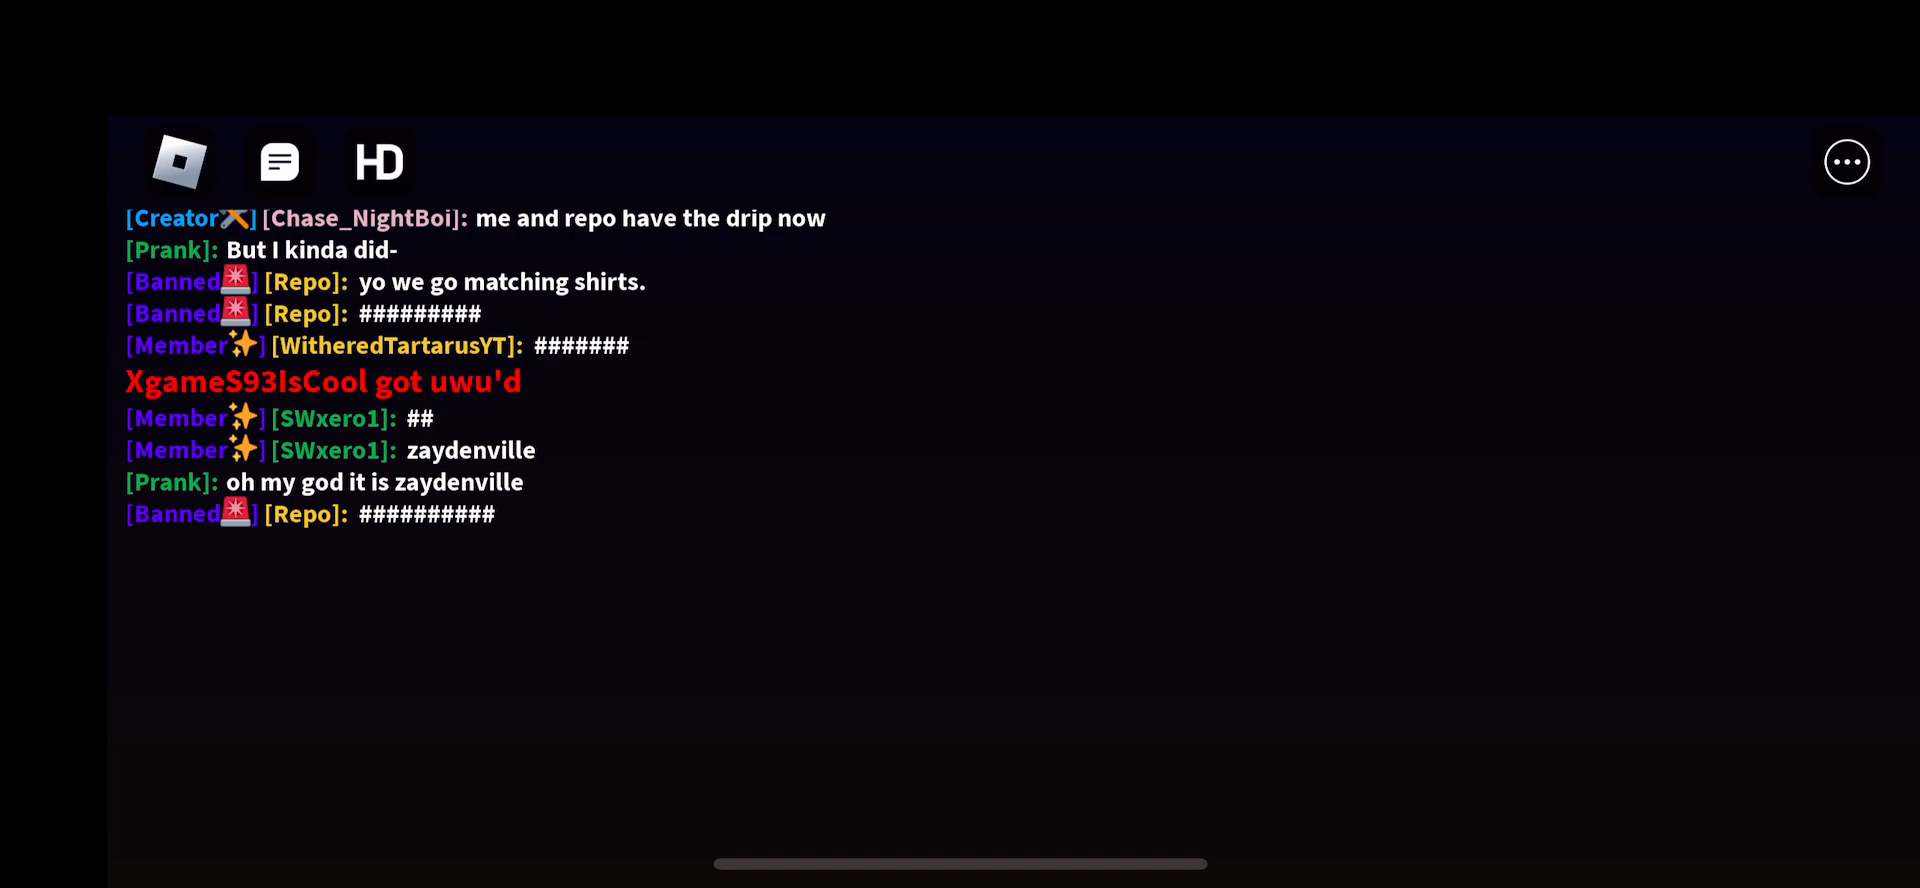 HD
[Creator⚒️] [Chase_NightBoi]: me and repo have the drip now
[Prank]: But I kinda did-
[Banned🚨] [Repo]: yo we go matching shirts.
[Banned🚨] [Repo]: #########
[Member✨] [WitheredTartarusYT]: #######
XgameS93IsCool got uwu'd
[Member✨] [SWxero1]: ##
[Member✨] [SWxero1]: zaydenville
[Prank]: oh my god it is zaydenville
[Banned🚨] [Repo]: ##########